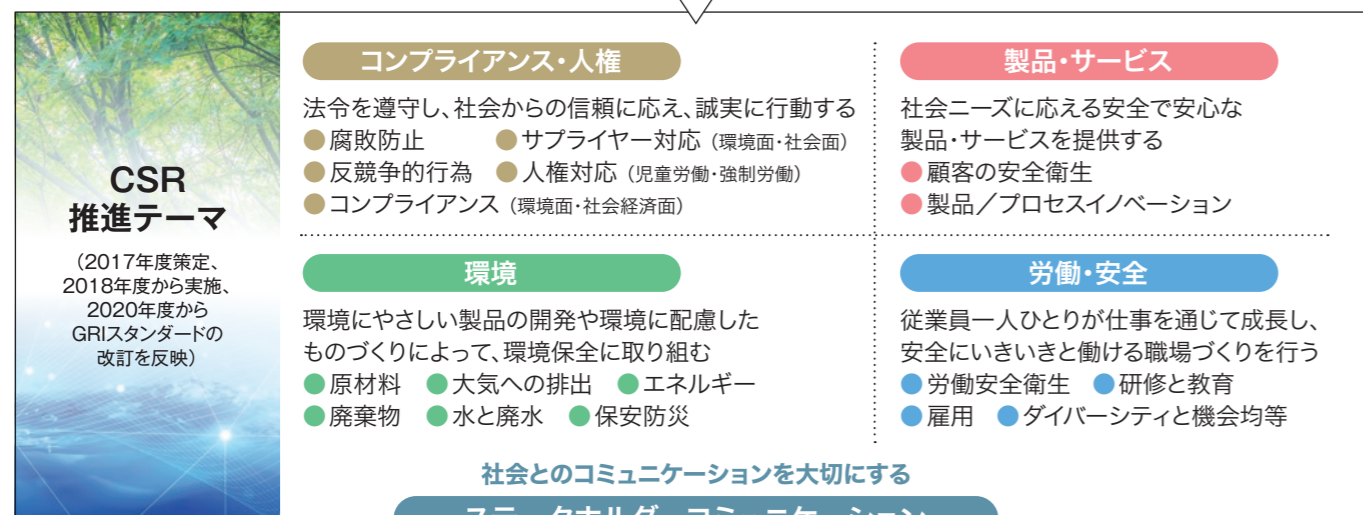 CSR
推進テーマ
（2017年度策定、
2018年度から実施、
2020年度から
GRIスタンダードの
改訂を反映）
コンプライアンス・人権
法令を遵守し、社会からの信頼に応え、誠実に行動する
●腐敗防止 ●サプライヤー対応（環境面・社会面）
●反競争的行為 ●人権対応（児童労働・強制労働）
●コンプライアンス（環境面・社会経済面）
製品・サービス
社会ニーズに応える安全で安心な
製品・サービスを提供する
●顧客の安全衛生
●製品／プロセスイノベーション
環境
環境にやさしい製品の開発や環境に配慮した
ものづくりによって、環境保全に取り組む
●原材料 ●大気への排出 ●エネルギー
●廃棄物 ●水と廃水 ●保安防災
労働・安全
従業員一人ひとりが仕事を通じて成長し、
安全にいきいきと働ける職場づくりを行う
●労働安全衛生 ●研修と教育
●雇用 ●ダイバーシティと機会均等
社会とのコミュニケーションを大切にする
ステークホルダーコミュニケーション